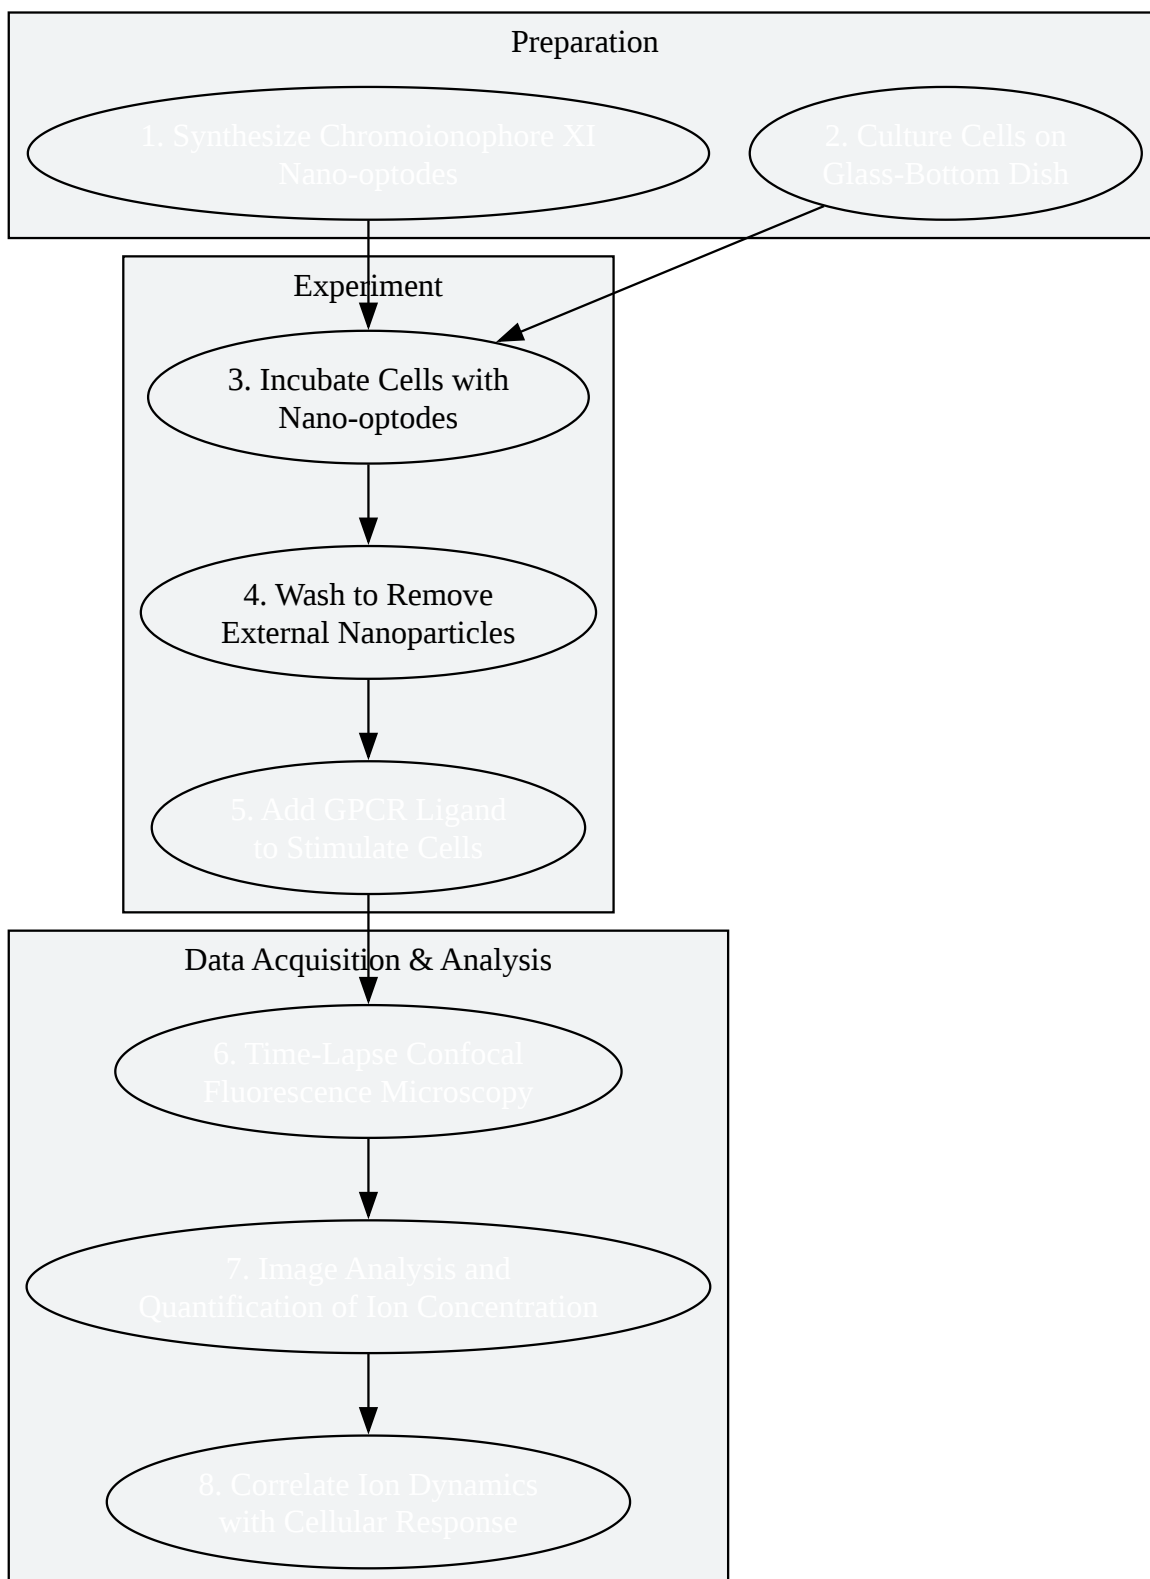 Preparation
1. Synthesize Chromoionophore XI
Nano-optodes
2. Culture Cells on
Glass-Bottom Dish
Experiment
3. Incubate Cells with
Nano-optodes
4. Wash to Remove
External Nanoparticles
5. Add GPCR Ligand
to Stimulate Cells
Data Acquisition & Analysis
6. Time-Lapse Confocal
Fluorescence Microscopy
7. Image Analysis and
Quantification of Ion Concentration
8. Correlate Ion Dynamics
with Cellular Response